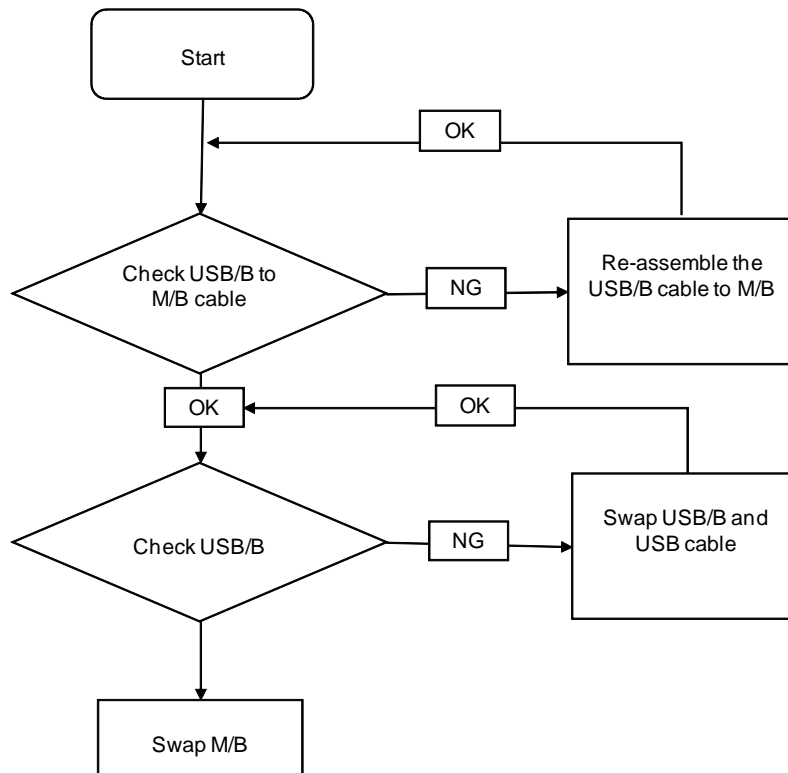 Start
OK
Check USB/B to
M/B cable
NG
Re-assemble the
USB/B cable to M/B
OK
OK
Check USB/B
NG
Swap USB/B and
USB cable
Swap M/B